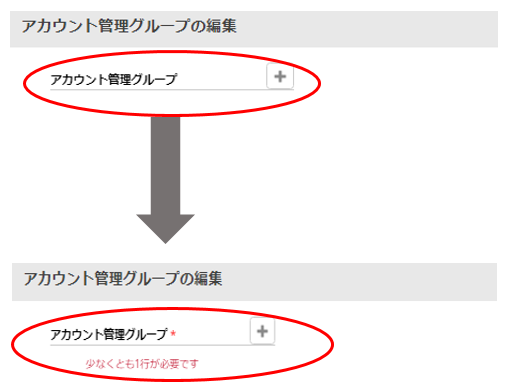 アカウント管理グループの編集
アカウント管理グループ
アカウント管理グループの編集
アカウント管理グループ *
少なくとも1行が必要です